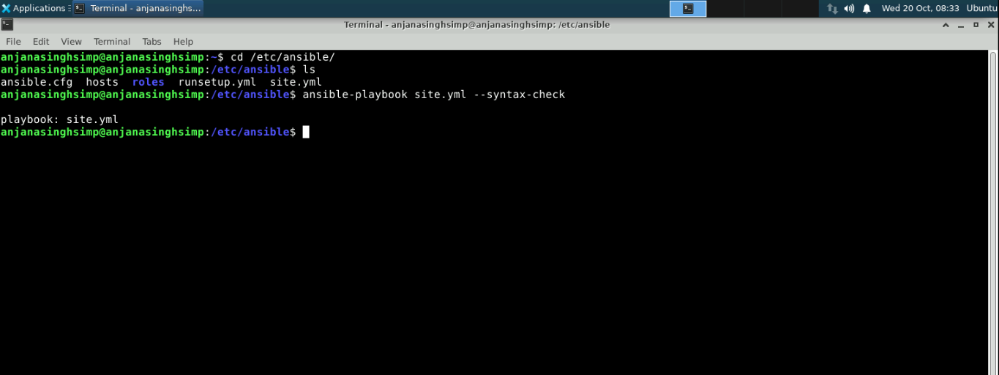 Applications Terminal - anjanasinghs... Wed 20 Oct, 08:33 Ubuntu
Terminal - anjanasinghsimp@anjanasinghsimp: /etc/ansible
File Edit View Terminal Tabs Help
anjanasinghsimp@anjanasinghsimp:~$ cd /etc/ansible/
anjanasinghsimp@anjanasinghsimp:/etc/ansible$ ls
ansible.cfg  hosts  roles  runsetup.yml  site.yml
anjanasinghsimp@anjanasinghsimp:/etc/ansible$ ansible-playbook site.yml --syntax-check
playbook: site.yml
anjanasinghsimp@anjanasinghsimp:/etc/ansible$